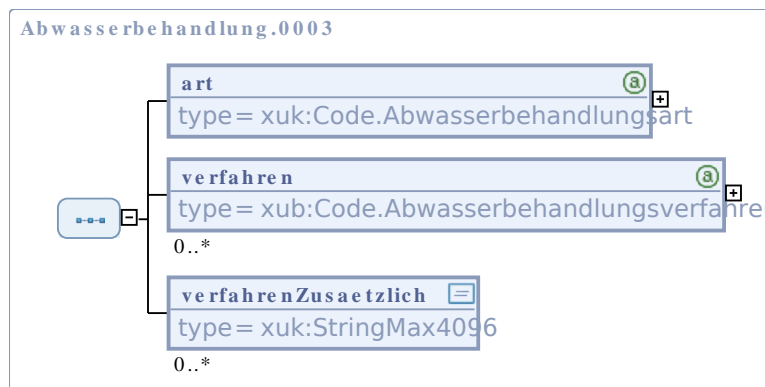 Abwasserbehandlung.0003
art
type= xuk:Code.Abwasserbehandlungsart
verfahren
type= xub:Code.Abwasserbehandlungsverfahre
0..*
verfahrenZusaetzlich
type= xuk:StringMax4096
0..*